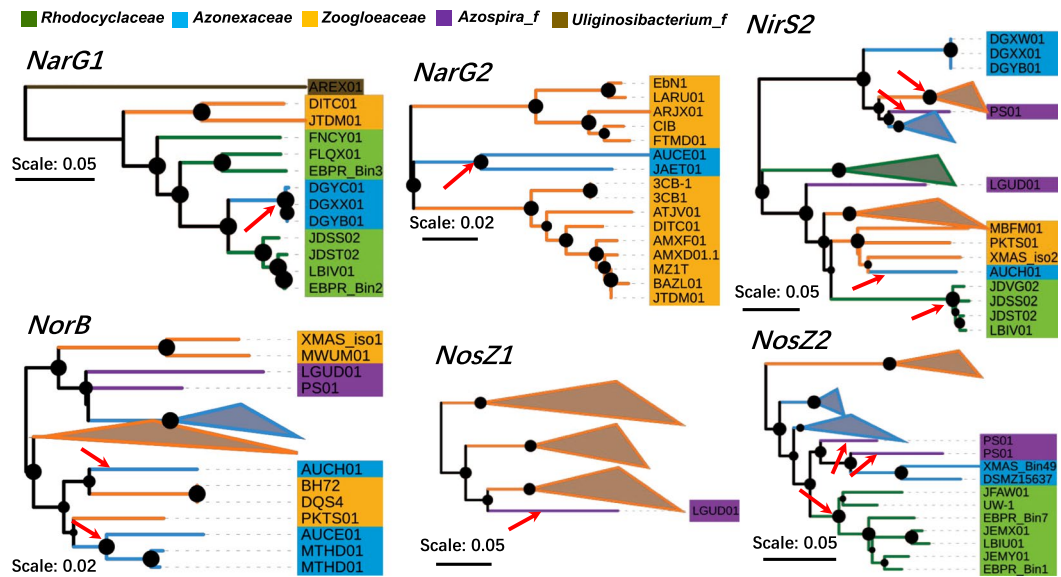 Rhodocyclaceae Azonexaceae Zoogloeaceae Azospira_f Uliginosibacterium_f
NarG1
AREX01
DITC01
JTDM01
FNCY01
FLQX01
EBPR_Bin3
DGYC01
DGXX01
DGYB01
JDSS02
JDST02
LBIV01
EBPR_Bin2
Scale: 0.05
NarG2
EbN1
LARU01
ARJX01
CIB
FTMD01
AUCE01
JAET01
3CB-1
3CB1
ATJV01
DITC01
AMXF01
AMXD01.1
MZ1T
BAZL01
JTDM01
Scale: 0.02
NirS2
DGXW01
DGXX01
DGYB01
PS01
LGUD01
MBFM01
PKTS01
XMAS_iso2
AUCH01
JDVG02
JDSS02
JDST02
LBIV01
Scale: 0.05
NorB
XMAS_iso1
MWUM01
LGUD01
PS01
AUCH01
BH72
DQS4
PKTS01
AUCE01
MTHD01
MTHD01
Scale: 0.02
NosZ1
LGUD01
Scale: 0.05
NosZ2
PS01
PS01
XMAS_Bin49
DSMZ15637
JFAW01
UW-1
EBPR_Bin7
JEMX01
LBIU01
JEMY01
EBPR_Bin1
Scale: 0.05